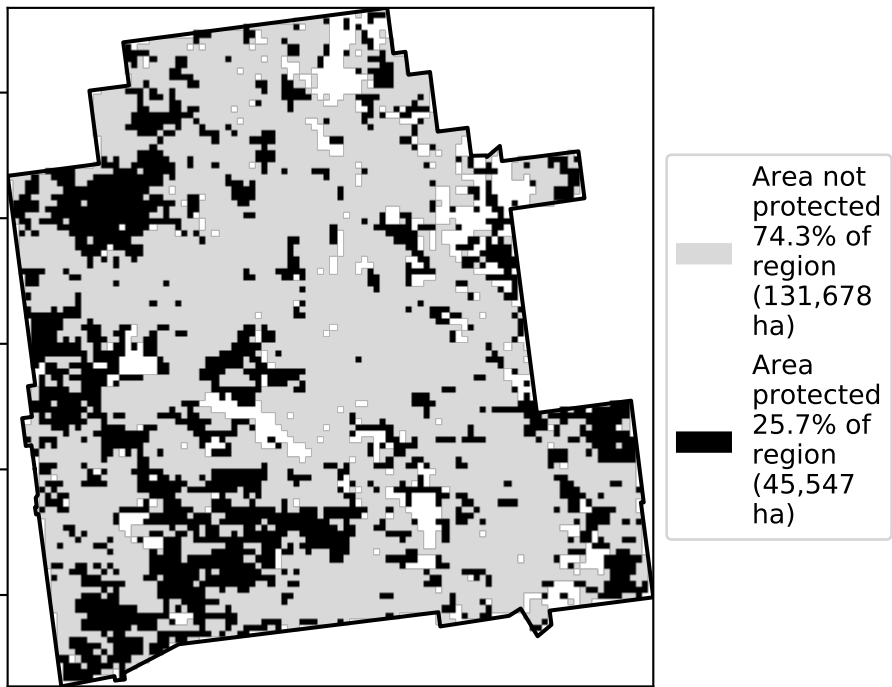 Area not
protected
74.3% of
region
(131,678
ha)
Area
protected
25.7% of
region
(45,547
ha)